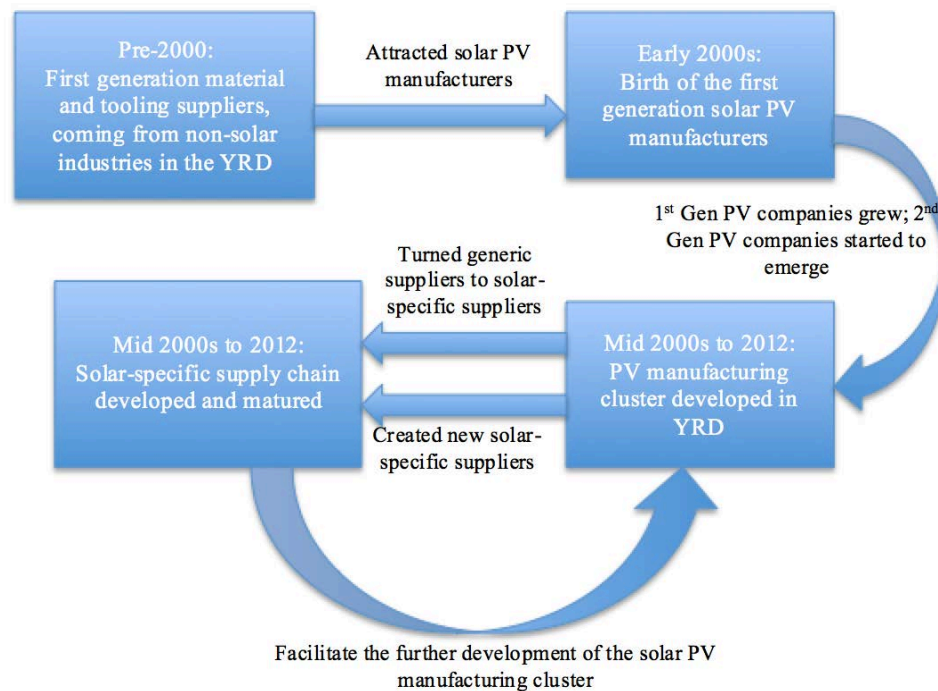 Pre-2000:
First generation material
and tooling suppliers,
coming from non-solar
industries in the YRD
Attracted solar PV
manufacturers
Early 2000s:
Birth of the first
generation solar PV
manufacturers
1st Gen PV companies grew; 2nd
Gen PV companies started to
emerge
Mid 2000s to 2012:
PV manufacturing
cluster developed in
YRD
Turned generic
suppliers to solar-
specific suppliers
Created new solar-
specific suppliers
Mid 2000s to 2012:
Solar-specific supply chain
developed and matured
Facilitate the further development of the solar PV
manufacturing cluster